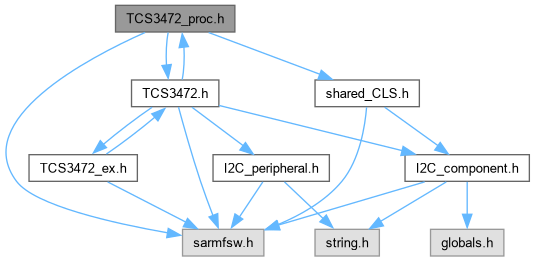 TCS3472_proc.h
TCS3472.h
shared_CLS.h
TCS3472_ex.h
I2C_peripheral.h
I2C_component.h
sarmfsw.h
string.h
globals.h